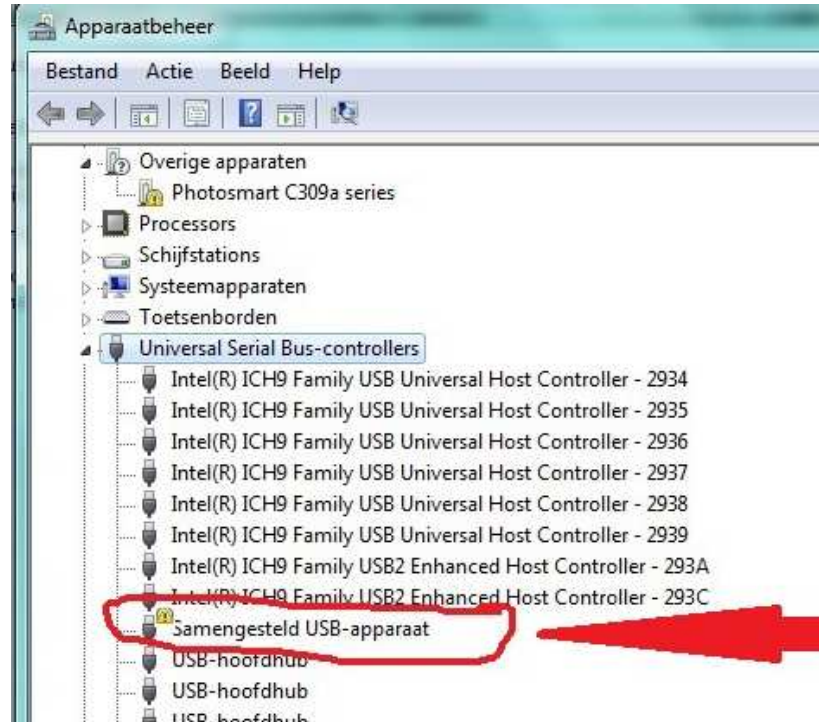 Apparaatbeheer
Bestand Actie Beeld Help
Overige apparaten
Photosmart C309a series
Processors
Schijfstations
Systeemapparaten
Toetsenborden
Universal Serial Bus-controllers
Intel(R) ICH9 Family USB Universal Host Controller - 2934
Intel(R) ICH9 Family USB Universal Host Controller - 2935
Intel(R) ICH9 Family USB Universal Host Controller - 2936
Intel(R) ICH9 Family USB Universal Host Controller - 2937
Intel(R) ICH9 Family USB Universal Host Controller - 2938
Intel(R) ICH9 Family USB Universal Host Controller - 2939
Intel(R) ICH9 Family USB2 Enhanced Host Controller - 293A
Intel(R) ICH9 Family USB2 Enhanced Host Controller - 293C
Samengesteld USB-apparaat
USB-hoofdhub
USB-hoofdhub
USB-hoofdhub